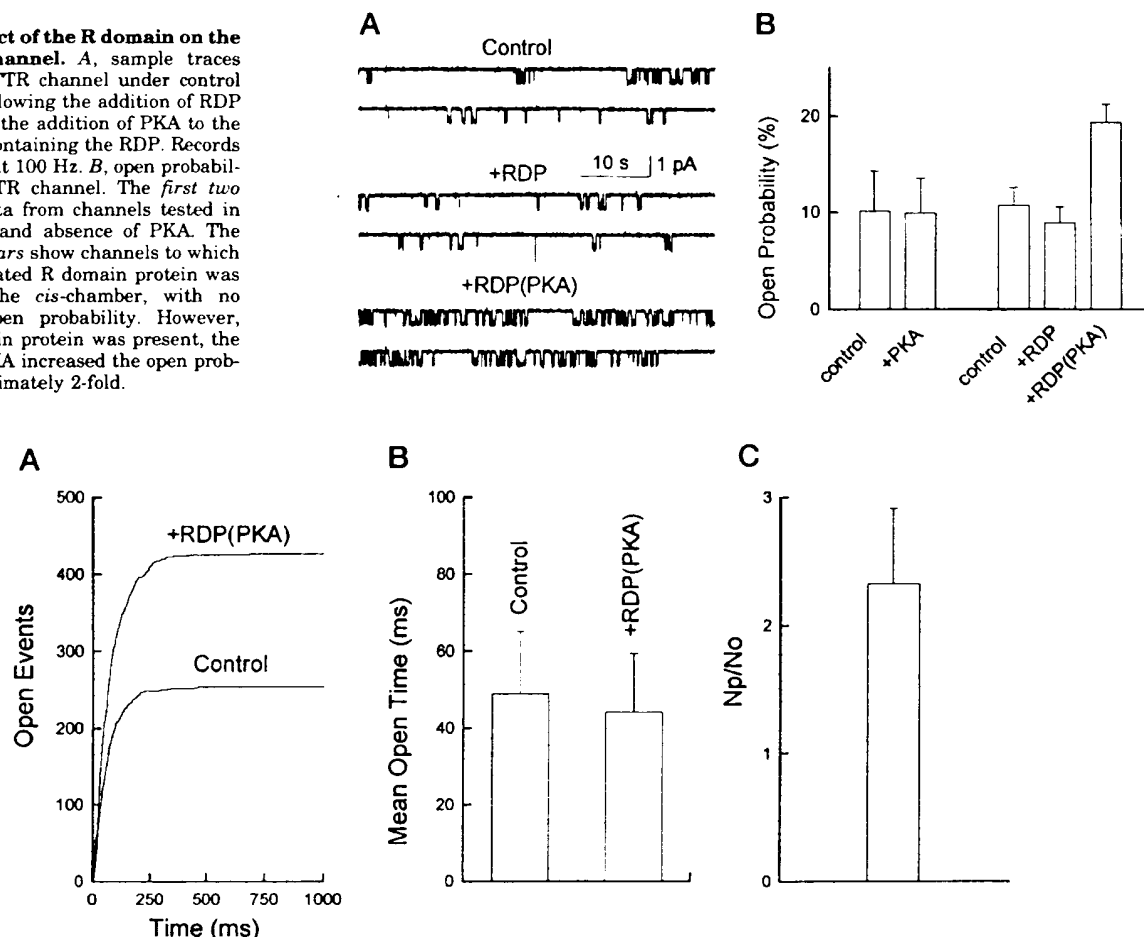 ct of the R domain on the
annel. A, sample traces
TR channel under control
lowing the addition of RDP
the addition of PKA to the
ontaining the RDP. Records
t 100 Hz. B, open probabil-
TR channel. The first two
ta from channels tested in
and absence of PKA. The
ars show channels to which
ated R domain protein was
he cis-chamber, with no
pen probability. However,
in protein was present, the
KA increased the open prob-
imately 2-fold.
A
Control
+RDP
10 s
1 pA
+RDP(PKA)
B
Open Probability (%)
20
10
0
control
+PKA
control
+RDP
+RDP(PKA)
A
Open Events
500
400
300
200
100
0
+RDP(PKA)
Control
0 250 500 750 1000
Time (ms)
B
Mean Open Time (ms)
100
80
60
40
20
0
Control
+RDP(PKA)
C
Np/No
3
2
1
0